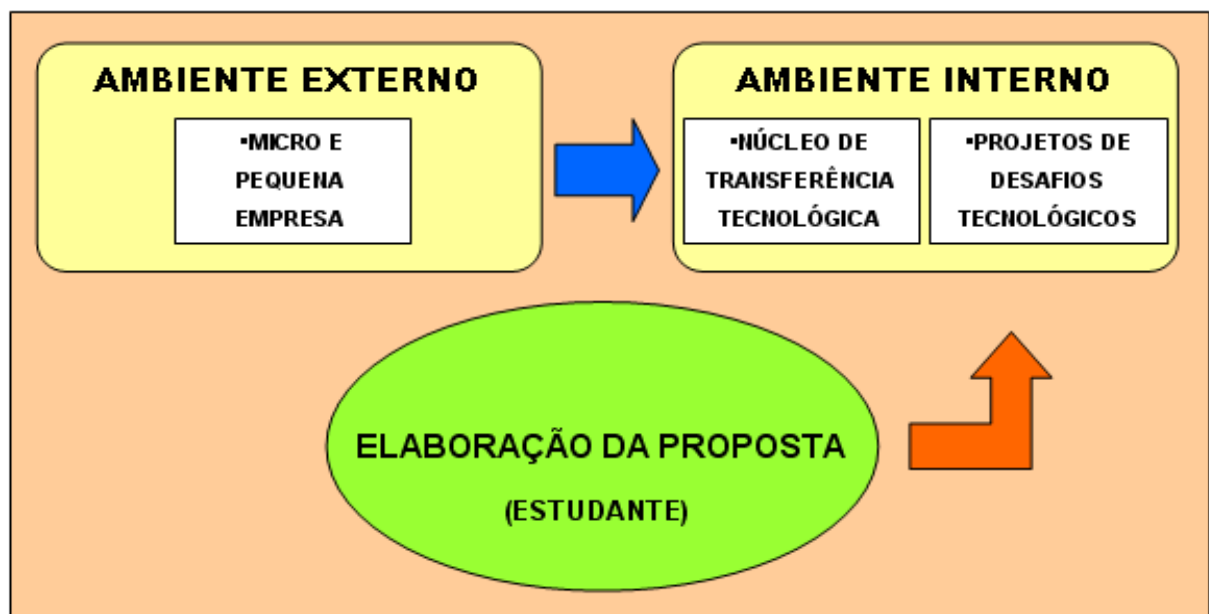 AMBIENTE EXTERNO
▪MICRO E
PEQUENA
EMPRESA
AMBIENTE INTERNO
▪NÚCLEO DE
TRANSFERÊNCIA
TECNOLÓGICA
▪PROJETOS DE
DESAFIOS
TECNOLÓGICOS
ELABORAÇÃO DA PROPOSTA
(ESTUDANTE)